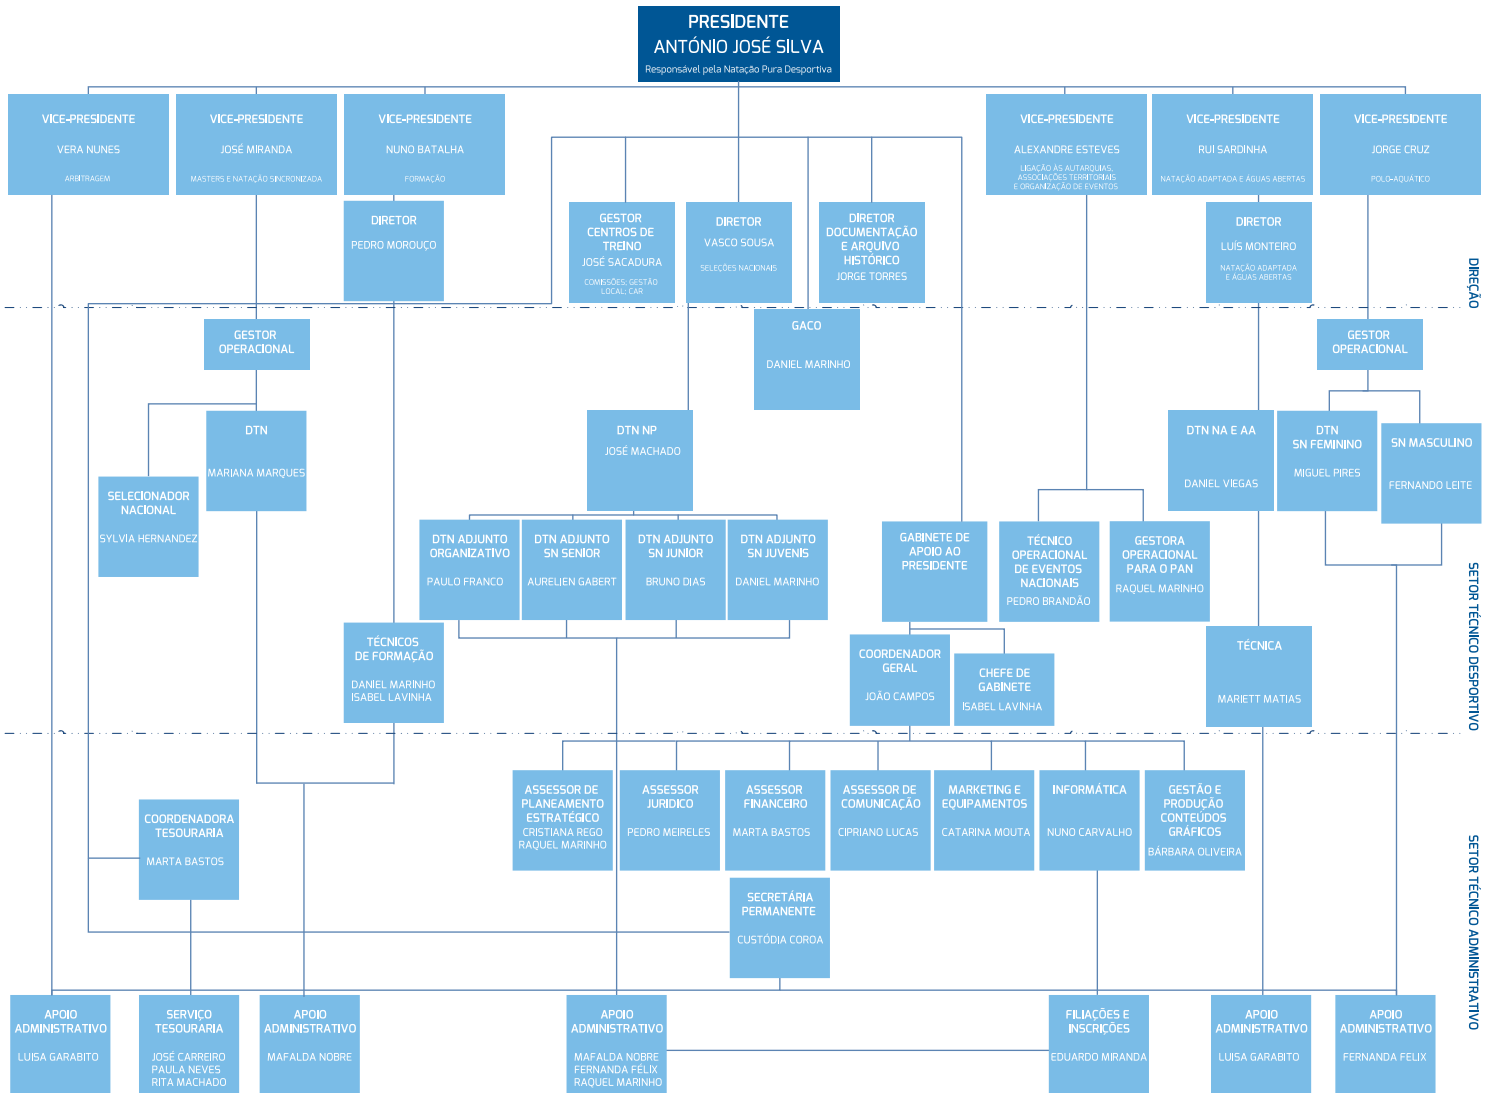 PRESIDENTE
ANTÓNIO JOSÉ SILVA
Responsável pela Natação Pura Desportiva
VICE-PRESIDENTE
VERA NUNES
ARBITRAGEM
VICE-PRESIDENTE
JOSÉ MIRANDA
MASTERS E NATAÇÃO SINCRONIZADA
VICE-PRESIDENTE
NUNO BATALHA
FORMAÇÃO
VICE-PRESIDENTE
ALEXANDRE ESTEVES
LIGAÇÃO ÀS AUTARQUIAS,
ASSOCIAÇÕES TERRITORIAIS
E ORGANIZAÇÃO DE EVENTOS
VICE-PRESIDENTE
RUI SARDINHA
NATAÇÃO ADAPTADA E ÁGUAS ABERTAS
VICE-PRESIDENTE
JORGE CRUZ
POLO-AQUÁTICO
DIRETOR
PEDRO MOROUÇO
GESTOR
CENTROS DE
TREINO
JOSÉ SACADURA
COMISSÕES; GESTÃO
LOCAL; CAR
DIRETOR
VASCO SOUSA
SELEÇÕES NACIONAIS
DIRETOR
DOCUMENTAÇÃO
E ARQUIVO
HISTÓRICO
JORGE TORRES
DIRETOR
LUÍS MONTEIRO
NATAÇÃO ADAPTADA
E ÁGUAS ABERTAS
DIREÇÃO
GESTOR
OPERACIONAL
GACO
DANIEL MARINHO
GESTOR
OPERACIONAL
DTN
MARIANA MARQUES
DTN NP
JOSÉ MACHADO
DTN NA E AA
DANIEL VIEGAS
DTN
SN FEMININO
MIGUEL PIRES
SN MASCULINO
FERNANDO LEITE
SELECIONADOR
NACIONAL
SYLVIA HERNANDEZ
DTN ADJUNTO
ORGANIZATIVO
PAULO FRANCO
DTN ADJUNTO
SN SENIOR
AURELIEN GABERT
DTN ADJUNTO
SN JUNIOR
BRUNO DIAS
DTN ADJUNTO
SN JUVENIS
DANIEL MARINHO
GABINETE DE
APOIO AO
PRESIDENTE
TÉCNICO
OPERACIONAL
DE EVENTOS
NACIONAIS
PEDRO BRANDÃO
GESTORA
OPERACIONAL
PARA O PAN
RAQUEL MARINHO
SETOR TÉCNICO DESPORTIVO
TÉCNICOS
DE FORMAÇÃO
DANIEL MARINHO
ISABEL LAVINHA
COORDENADOR
GERAL
JOÃO CAMPOS
CHEFE DE
GABINETE
ISABEL LAVINHA
TÉCNICA
MARIETT MATIAS
ASSESSOR DE
PLANEAMENTO
ESTRATÉGICO
CRISTIANA REGO
RAQUEL MARINHO
ASSESSOR
JURIDICO
PEDRO MEIRELES
ASSESSOR
FINANCEIRO
MARTA BASTOS
ASSESSOR DE
COMUNICAÇÃO
CIPRIANO LUCAS
MARKETING E
EQUIPAMENTOS
CATARINA MOUTA
INFORMÁTICA
NUNO CARVALHO
GESTÃO E
PRODUÇÃO
CONTEÚDOS
GRÁFICOS
BÁRBARA OLIVEIRA
COORDENADORA
TESOURARIA
MARTA BASTOS
SECRETÁRIA
PERMANENTE
CUSTÓDIA COROA
SETOR TÉCNICO ADMINISTRATIVO
APOIO
ADMINISTRATIVO
LUISA GARABITO
SERVIÇO
TESOURARIA
JOSÉ CARREIRO
PAULA NEVES
RITA MACHADO
APOIO
ADMINISTRATIVO
MAFALDA NOBRE
APOIO
ADMINISTRATIVO
MAFALDA NOBRE
FERNANDA FÉLIX
RAQUEL MARINHO
FILIAÇÕES E
INSCRIÇÕES
EDUARDO MIRANDA
APOIO
ADMINISTRATIVO
LUISA GARABITO
APOIO
ADMINISTRATIVO
FERNANDA FELIX